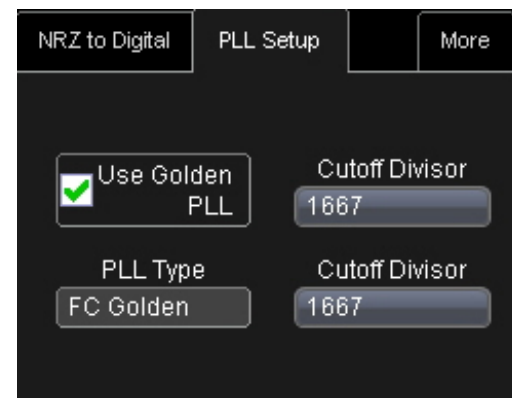 NRZ to Digital
PLL Setup
More
Use Golden
PLL
Cutoff Divisor
1667
PLL Type
FC Golden
Cutoff Divisor
1667